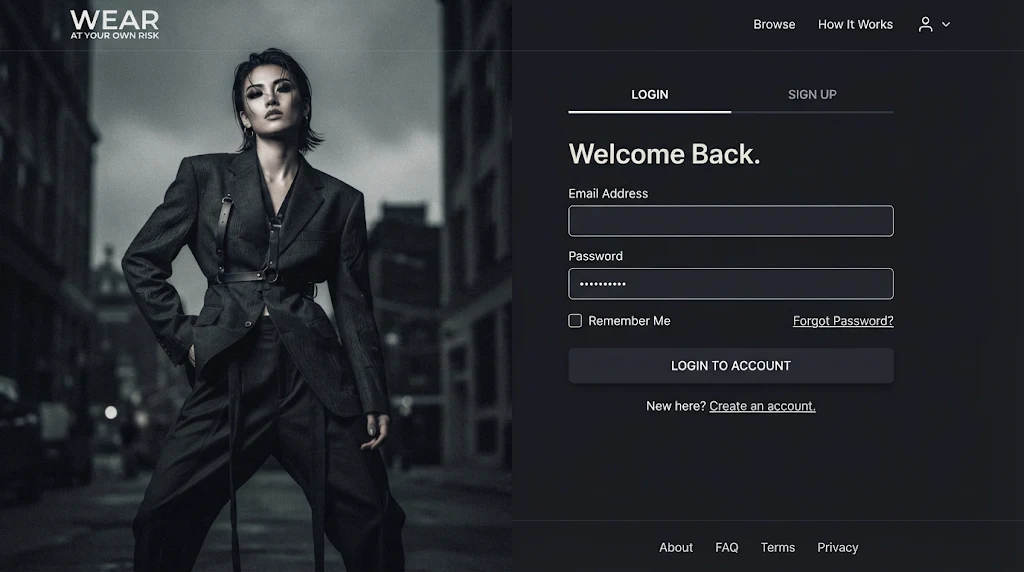 WEAR
AT YOUR OWN RISK
Browse
How It Works
LOGIN
SIGN UP
Welcome Back.
Email Address
Password
••••••••••
Remember Me
Forgot Password?
LOGIN TO ACCOUNT
New here? Create an account.
About
FAQ
Terms
Privacy